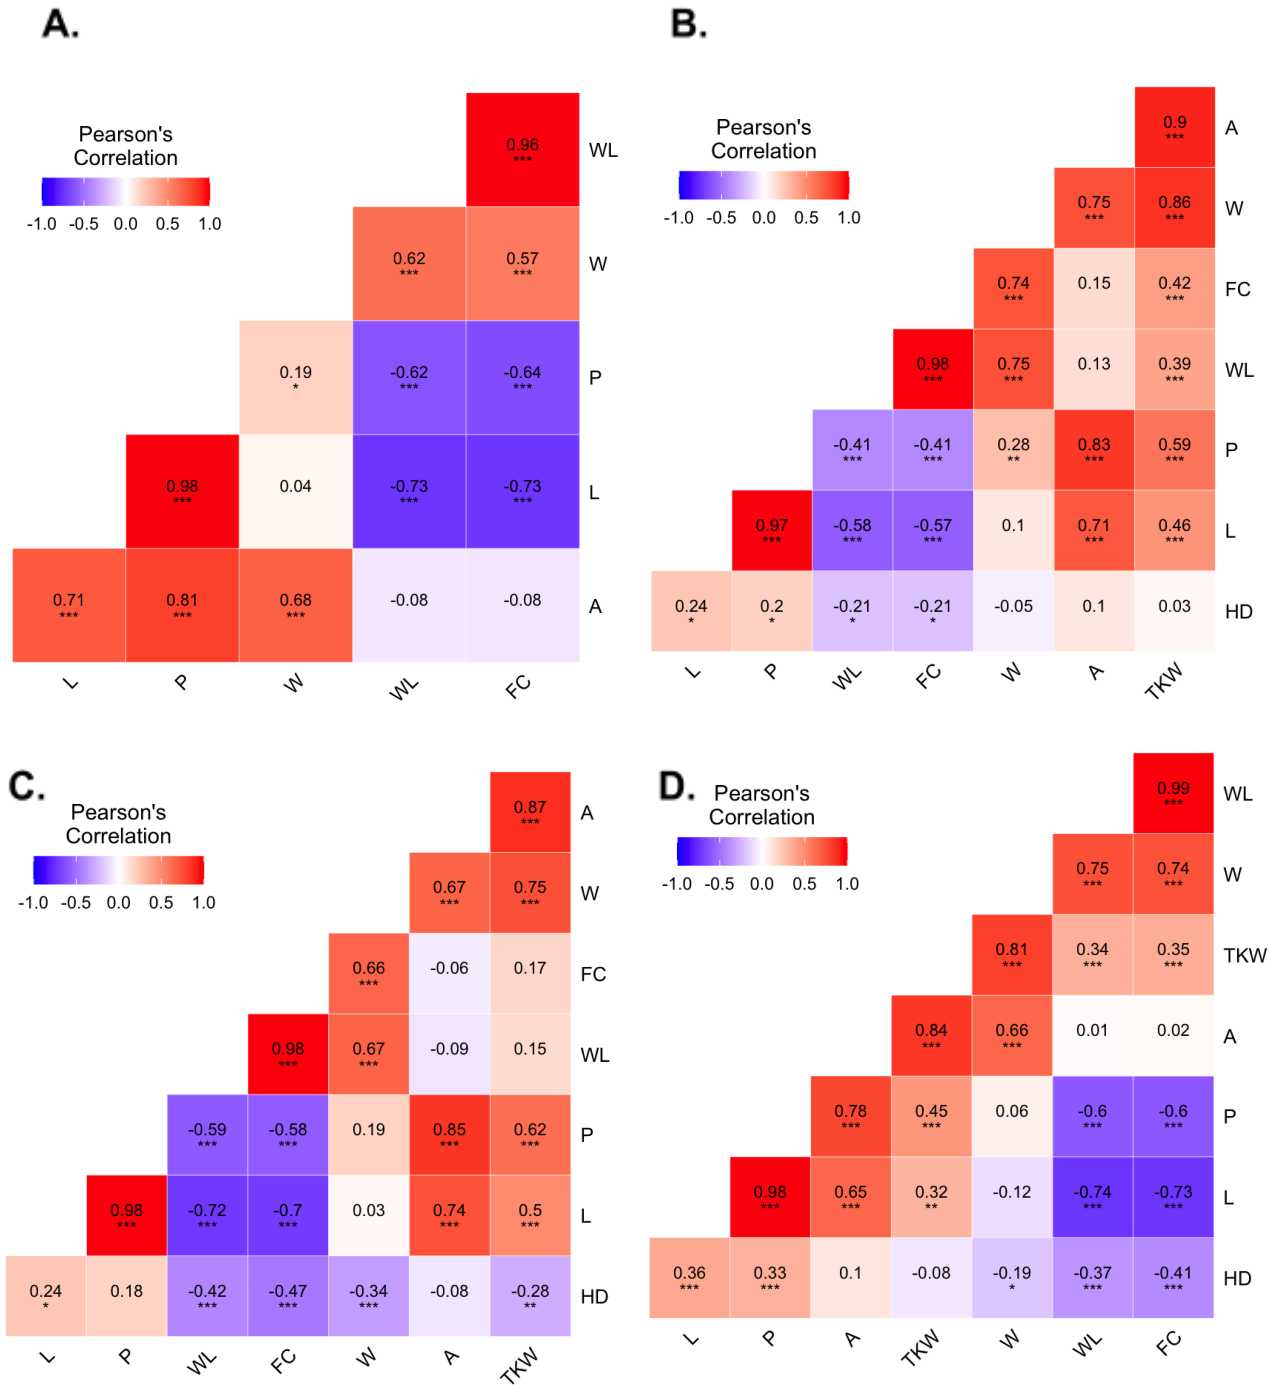 A.
Pearson's
Correlation
-1.0 -0.5 0.0 0.5 1.0
0.96 WL
***
0.62 0.57 W
*** ***
0.19 -0.62 -0.64 P
* *** ***
0.98 0.04 -0.73 -0.73 L
*** *** ***
0.71 0.81 0.68 -0.08 -0.08 A
*** *** ***
L P W WL FC
B.
Pearson's
Correlation
-1.0 -0.5 0.0 0.5 1.0
0.9 A
***
0.75 0.86 W
*** ***
0.74 0.15 0.42 FC
*** ***
0.98 0.75 0.13 0.39 WL
*** *** ***
-0.41 -0.41 0.28 0.83 0.59 P
*** *** ** *** ***
0.97 -0.58 -0.57 0.1 0.71 0.46 L
*** *** *** *** ***
0.24 0.2 -0.21 -0.21 -0.05 0.1 0.03 HD
* * * *
L P WL FC W A TKW
C.
Pearson's
Correlation
-1.0 -0.5 0.0 0.5 1.0
0.87 A
***
0.67 0.75 W
*** ***
0.66 -0.06 0.17 FC
***
0.98 0.67 -0.09 0.15 WL
*** ***
-0.59 -0.58 0.19 0.85 0.62 P
*** *** *** ***
0.98 -0.72 -0.7 0.03 0.74 0.5 L
*** *** *** *** ***
0.24 0.18 -0.42 -0.47 -0.34 -0.08 -0.28 HD
* *** *** *** **
L P WL FC W A TKW
D.
Pearson's
Correlation
-1.0 -0.5 0.0 0.5 1.0
0.99 WL
***
0.75 0.74 W
*** ***
0.81 0.34 0.35 TKW
*** *** ***
0.84 0.66 0.01 0.02 A
*** ***
0.78 0.45 0.06 -0.6 -0.6 P
*** *** *** ***
0.98 0.65 0.32 -0.12 -0.74 -0.73 L
*** *** ** *** ***
0.36 0.33 0.1 -0.08 -0.19 -0.37 -0.41 HD
*** *** * *** ***
L P A TKW W WL FC